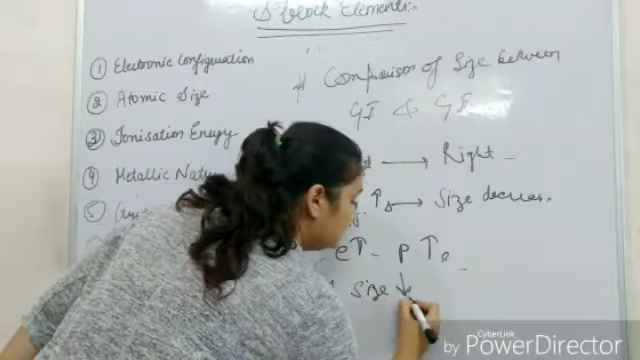 S-block Elements:-
① Electronic Configuration
② Atomic Size
③ Ionisation Energy
④ Metallic Natu
⑤
# Comparison of Size between
GI & GII
⟶ Right
↑s ⟶ Size decreas
e↑ - p↑s
Size ↓
CyberLink
by PowerDirector